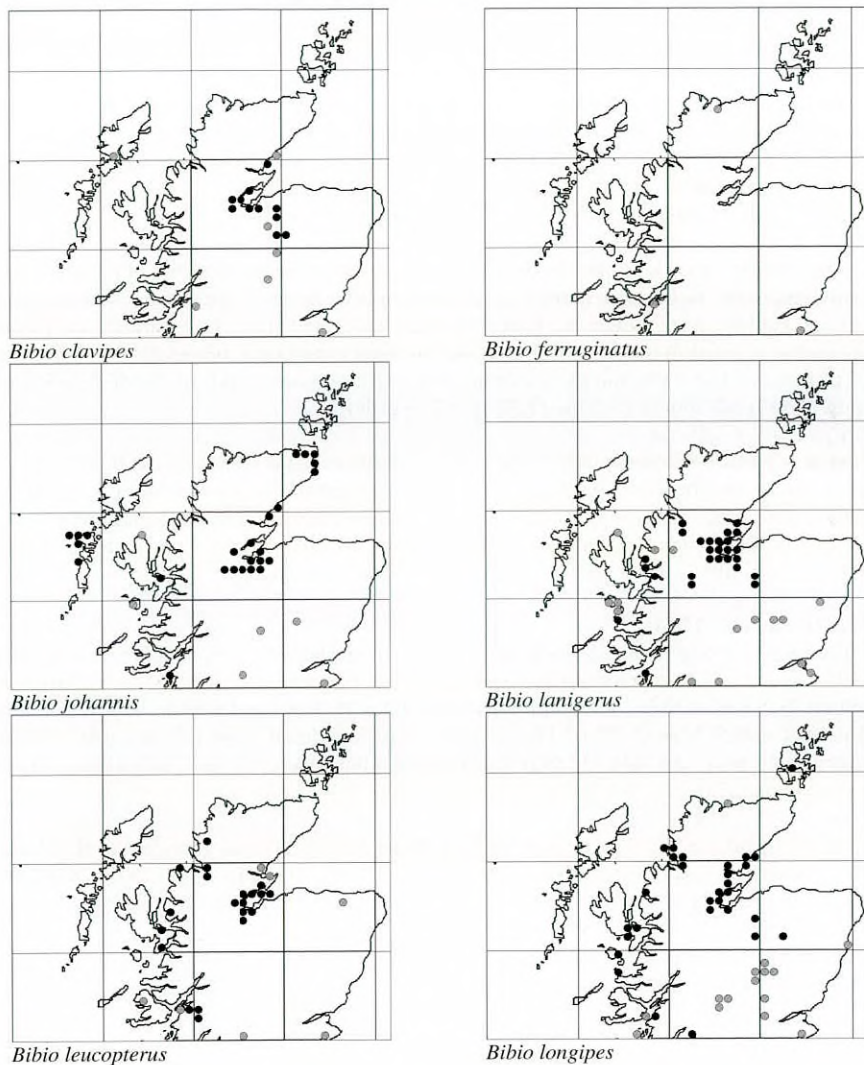 Bibio clavipes
Bibio ferruginatus
Bibio johannis
Bibio lanigerus
Bibio leucopterus
Bibio longipes